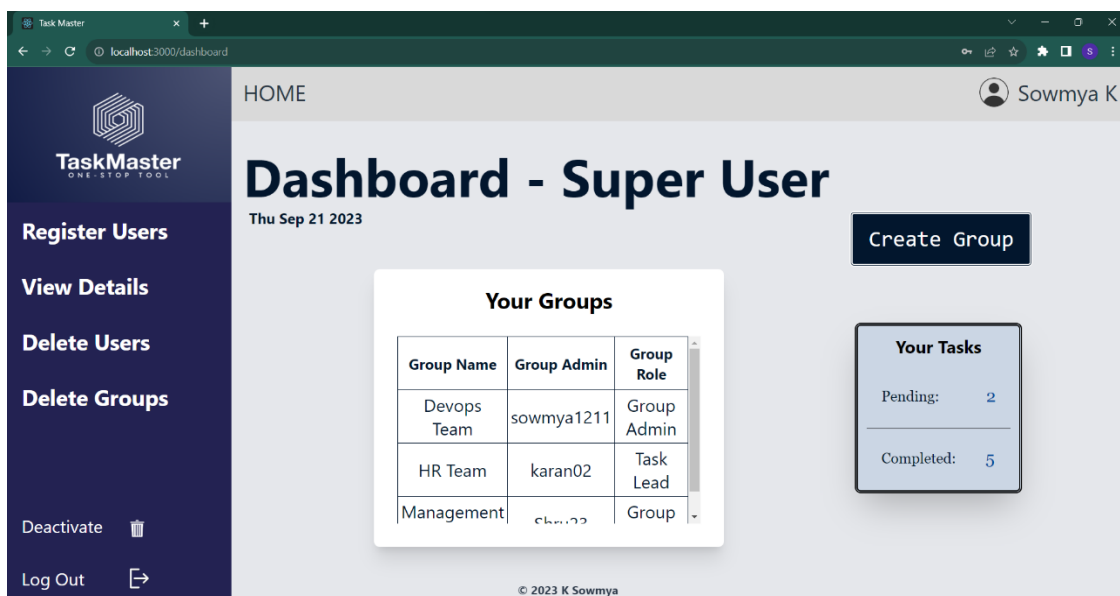 Task Master
localhost:3000/dashboard
S
TaskMaster
ONE-STOP TOOL
HOME
Sowmya K
Register Users
View Details
Delete Users
Delete Groups
Deactivate
Log Out
Dashboard - Super User
Thu Sep 21 2023
Create Group
Your Groups
Group Name Group Admin Group
Role
Devops
Team
sowmya1211
Group
Admin
HR Team
karan02
Task
Lead
Management
Shru23
Group
Your Tasks
Pending: 2
Completed: 5
© 2023 K Sowmya